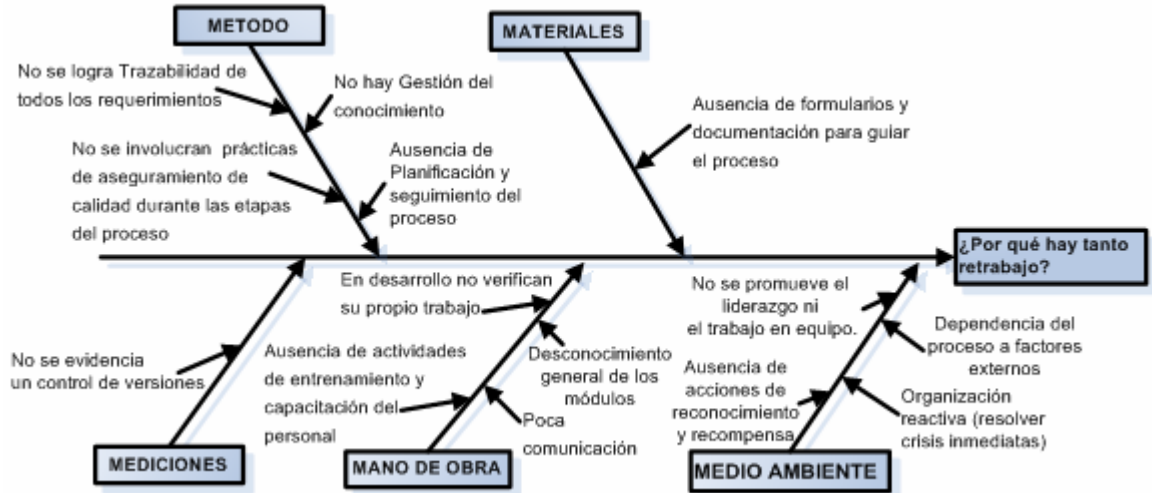 METODO
MATERIALES
No se logra Trazabilidad de
todos los requerimientos
No hay Gestión del
conocimiento
No se involucran prácticas
de aseguramiento de
calidad durante las etapas
del proceso
Ausencia de
Planificación y
seguimiento del
proceso
Ausencia de formularios y
documentación para guiar
el proceso
¿Por qué hay tanto
retrabajo?
No se evidencia
un control de versiones
En desarrollo no verifican
su propio trabajo
Ausencia de actividades
de entrenamiento y
capacitación del
personal
Desconocimiento
general de los
módulos
Poca
comunicación
No se promueve el
liderazgo ni
el trabajo en equipo.
Ausencia de
acciones de
reconocimiento
y recompensa
Dependencia del
proceso a factores
externos
Organización
reactiva (resolver
crisis inmediatas)
MEDICIONES
MANO DE OBRA
MEDIO AMBIENTE